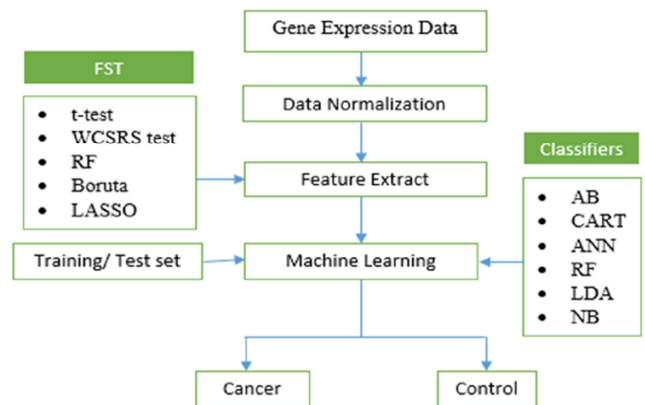 Gene Expression Data
FST
Data Normalization
• t-test
• WCSRS test
• RF
• Boruta
• LASSO
Feature Extract
Classifiers
• AB
• CART
• ANN
• RF
• LDA
• NB
Training/ Test set
Machine Learning
Cancer
Control